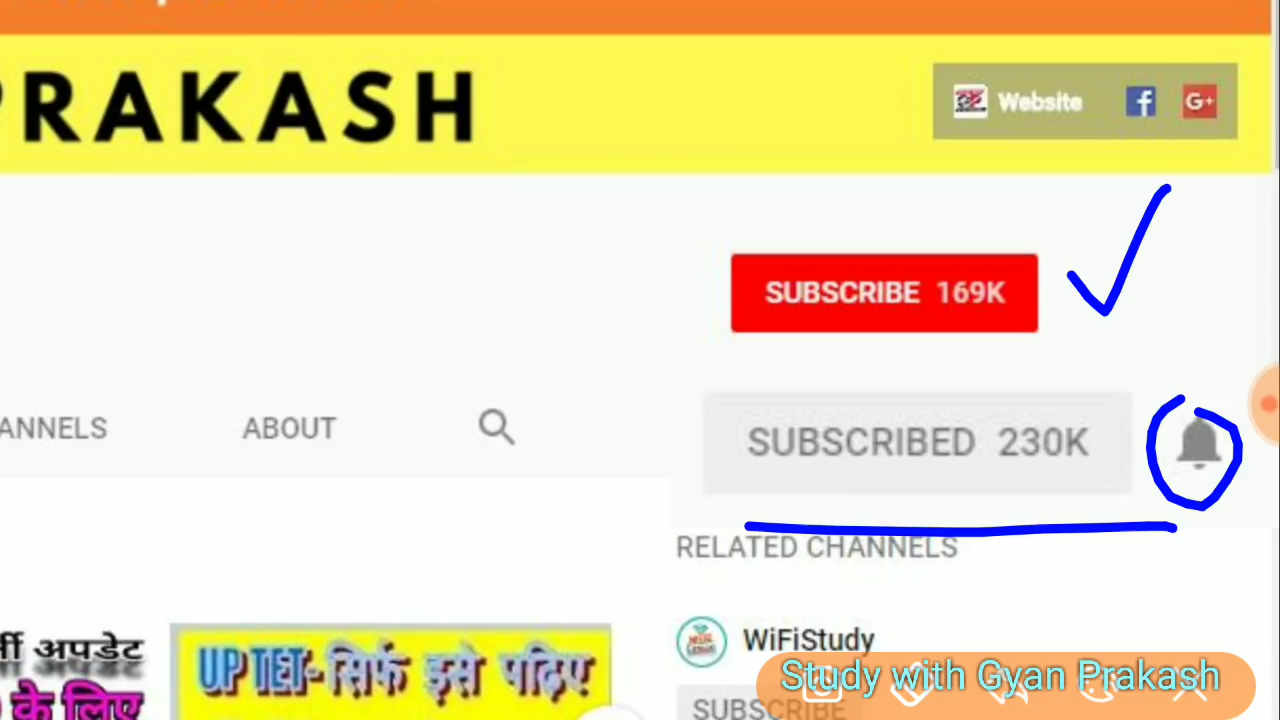 PRAKASH
Website
G+
SUBSCRIBE 169K
ANNELS ABOUT
SUBSCRIBED 230K
RELATED CHANNELS
WiFiStudy
अपडेट
UP TET- सिर्फ इसे पढ़िए
के लिए
Study with Gyan Prakash
SUBSCRIBE